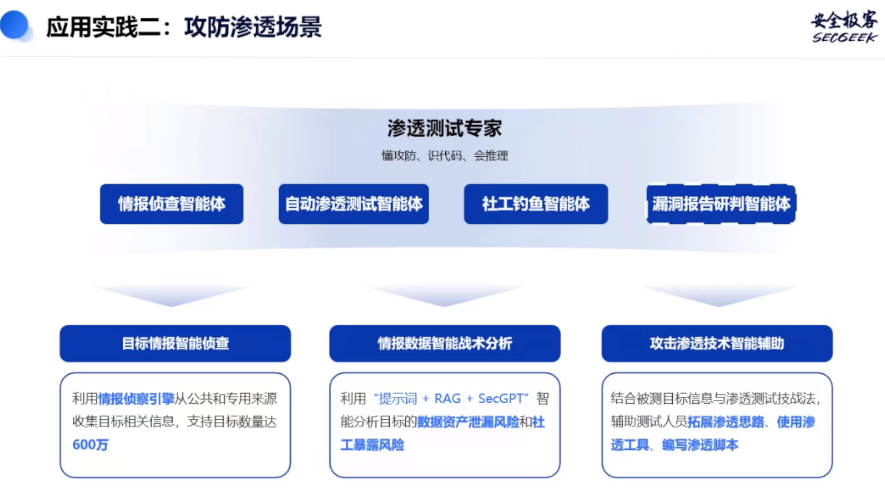 应用实践二：攻防渗透场景
安全极客
SECGEEK
渗透测试专家
懂攻防、识代码、会推理
情报侦查智能体
自动渗透测试智能体
社工钓鱼智能体
漏洞报告研判智能体
目标情报智能侦查
利用情报侦察引擎从公共和专用来源
收集目标相关信息，支持目标数量达
600万
情报数据智能战术分析
利用“提示词 + RAG + SecGPT”智
能分析目标的数据资产泄漏风险和社
工暴露风险
攻击渗透技术智能辅助
结合被测目标信息与渗透测试技战法，
辅助测试人员拓展渗透思路、使用渗
透工具、编写渗透脚本